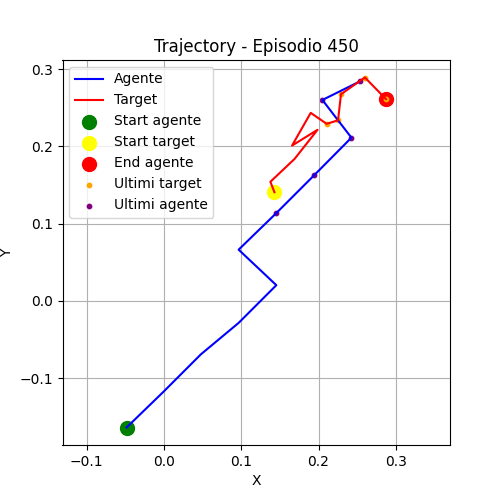 Trajectory - Episodio 450
Agente
Target
Start agente
Start target
End agente
Ultimi target
Ultimi agente
0.3
0.2
0.1
0.0
−0.1
Y
−0.1
0.0
0.1
0.2
0.3
X